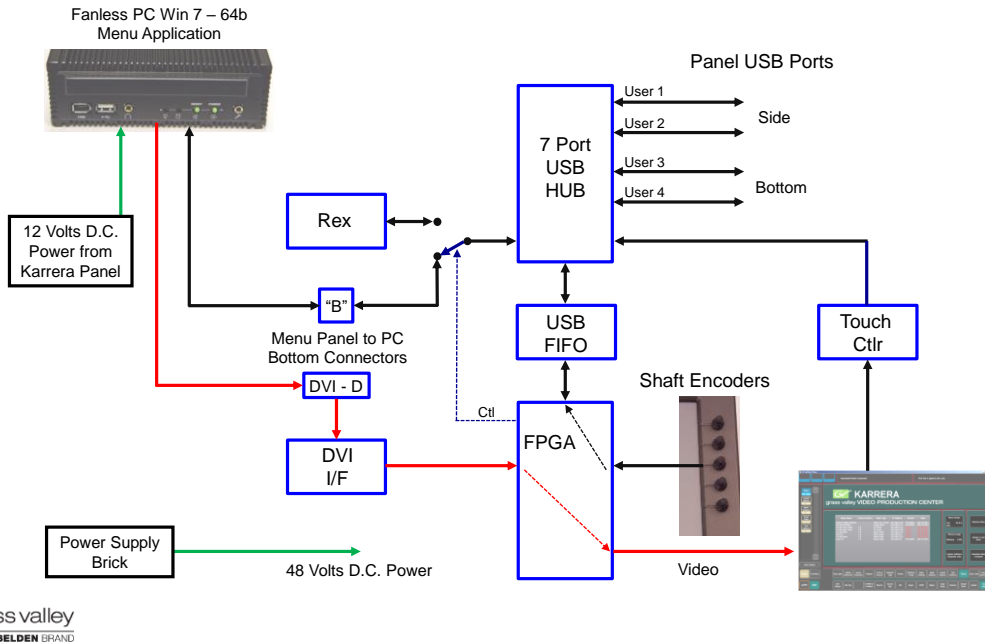 Fanless PC Win 7 – 64b
Menu Application
Panel USB Ports
User 1
User 2
Side
7 Port
USB
HUB
User 3
User 4
Bottom
Rex
12 Volts D.C.
Power from
Karrera Panel
“B”
Menu Panel to PC
Bottom Connectors
USB
FIFO
Touch
Ctlr
DVI - D
Shaft Encoders
Ctl
FPGA
DVI
I/F
KARRERA
grass valley VIDEO PRODUCTION CENTER
Power Supply
Brick
48 Volts D.C. Power
Video
ss valley
BELDEN BRAND